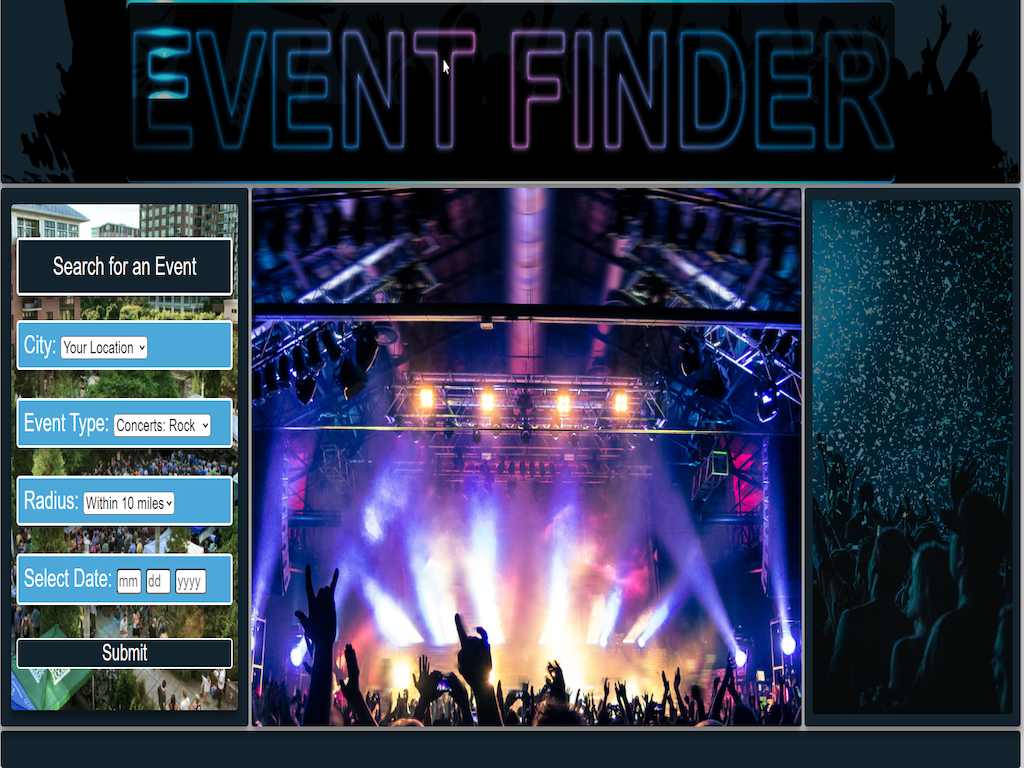 EVENT FINDER
Search for an Event
City: Your Location
Event Type: Concerts: Rock
Radius: Within 10 miles
Select Date: mm dd yyyy
Submit